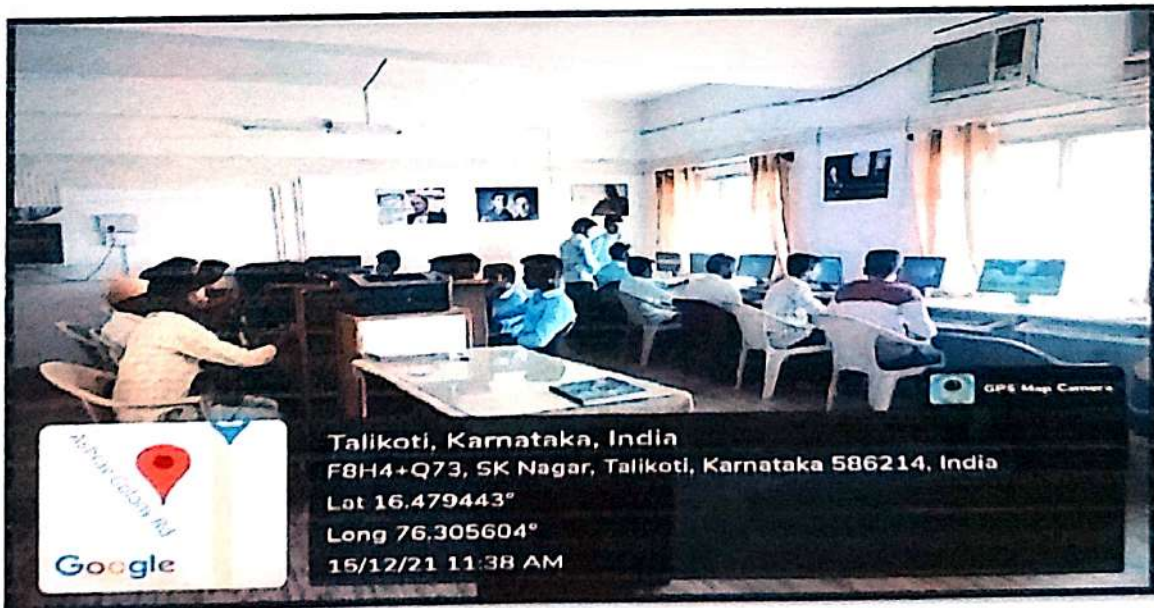 GPS Map Camera
Talikoti, Karnataka, India
F8H4+Q73, SK Nagar, Talikoti, Karnataka 586214, India
Lat 16.479443°
Long 76.305604°
15/12/21 11:38 AM
Google